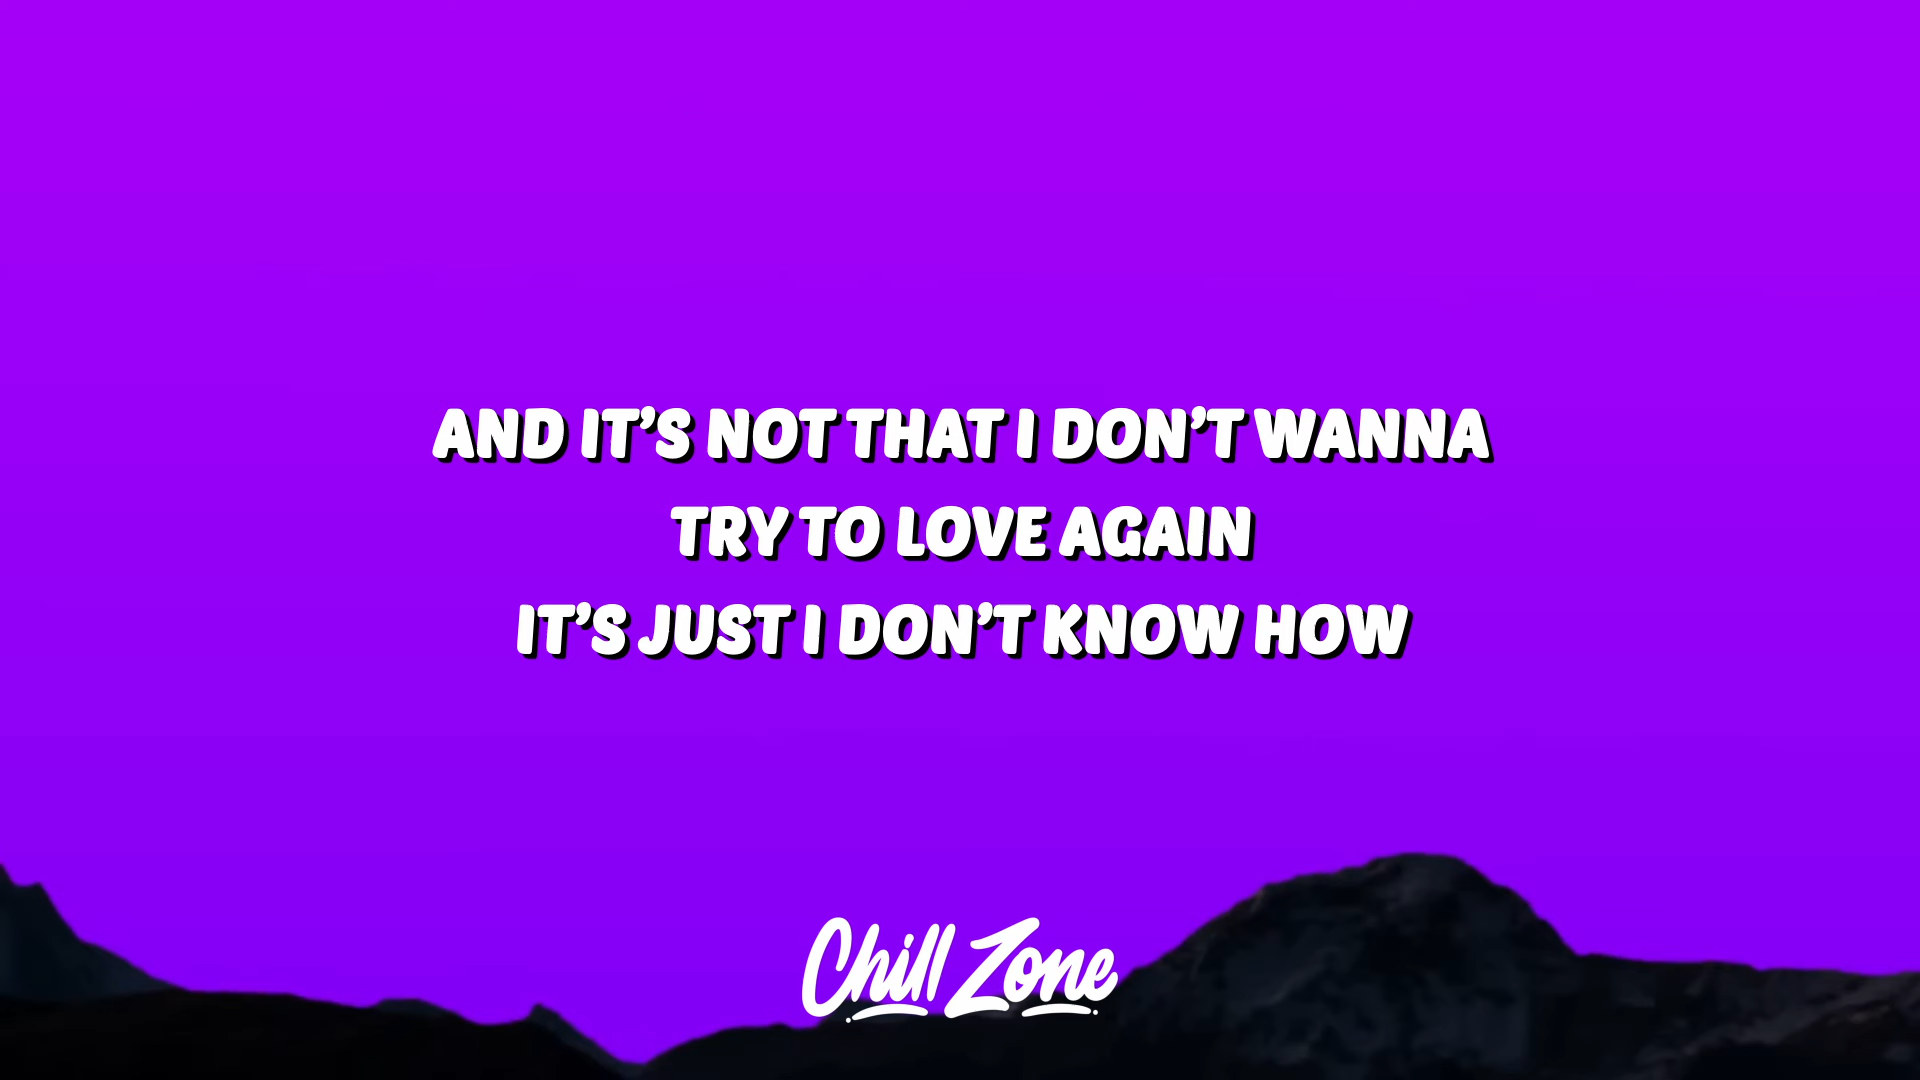 AND IT’S NOT THAT I DON’T WANNA
TRY TO LOVE AGAIN
IT’S JUST I DON’T KNOW HOW
Chill Zone